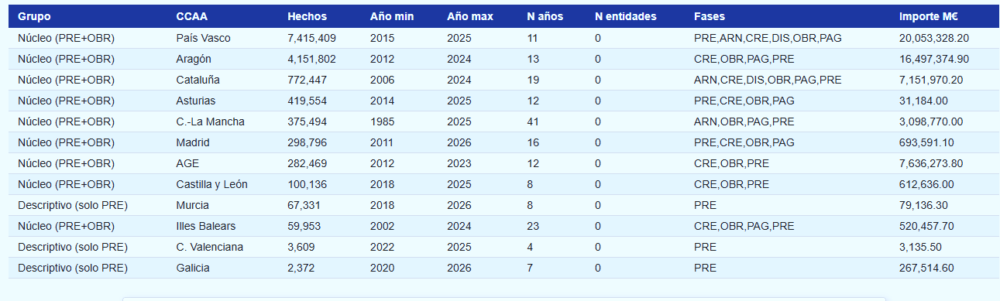 Grupo CCAA Hechos Año min Año max N años N entidades Fases Importe M€
Núcleo (PRE+OBR) País Vasco 7,415,409 2015 2025 11 0 PRE,ARN,CRE,DIS,OBR,PAG 20,053,328.20
Núcleo (PRE+OBR) Aragón 4,151,802 2012 2024 13 0 CRE,OBR,PAG,PRE 16,497,374.90
Núcleo (PRE+OBR) Cataluña 772,447 2006 2024 19 0 ARN,CRE,DIS,OBR,PAG,PRE 7,151,970.20
Núcleo (PRE+OBR) Asturias 419,554 2014 2025 12 0 PRE,CRE,OBR,PAG 31,184.00
Núcleo (PRE+OBR) C.-La Mancha 375,494 1985 2025 41 0 ARN,OBR,PAG,PRE 3,098,770.00
Núcleo (PRE+OBR) Madrid 298,796 2011 2026 16 0 PRE,CRE,OBR,PAG 693,591.10
Núcleo (PRE+OBR) AGE 282,469 2012 2023 12 0 CRE,OBR,PRE 7,636,273.80
Núcleo (PRE+OBR) Castilla y León 100,136 2018 2025 8 0 CRE,OBR,PRE 612,636.00
Descriptivo (solo PRE) Murcia 67,331 2018 2026 8 0 PRE 79,136.30
Núcleo (PRE+OBR) Illes Balears 59,953 2002 2024 23 0 CRE,OBR,PAG,PRE 520,457.70
Descriptivo (solo PRE) C. Valenciana 3,609 2022 2025 4 0 PRE 3,135.50
Descriptivo (solo PRE) Galicia 2,372 2020 2026 7 0 PRE 267,514.60